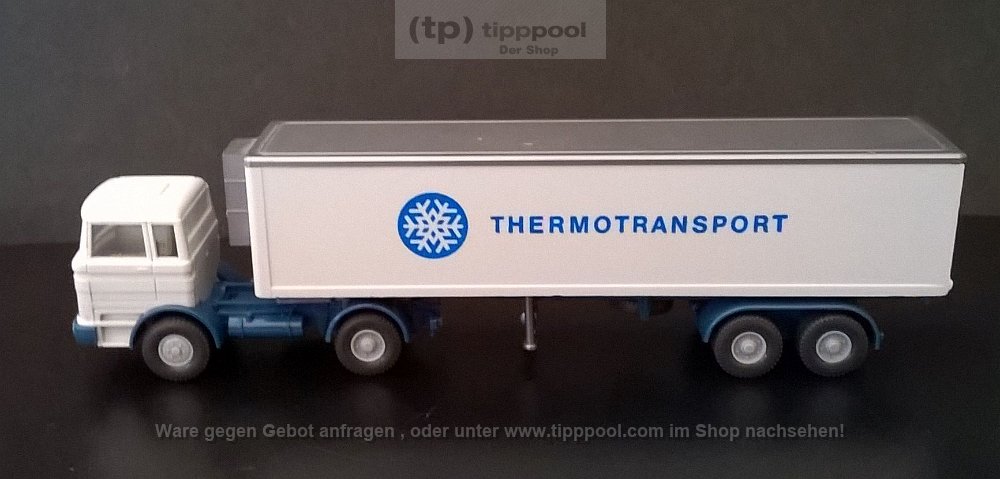 (tp) tipppool
Der Shop
THERMOTRANSPORT
Ware gegen Gebot anfragen , oder unter www.tipppool.com im Shop nachsehen!